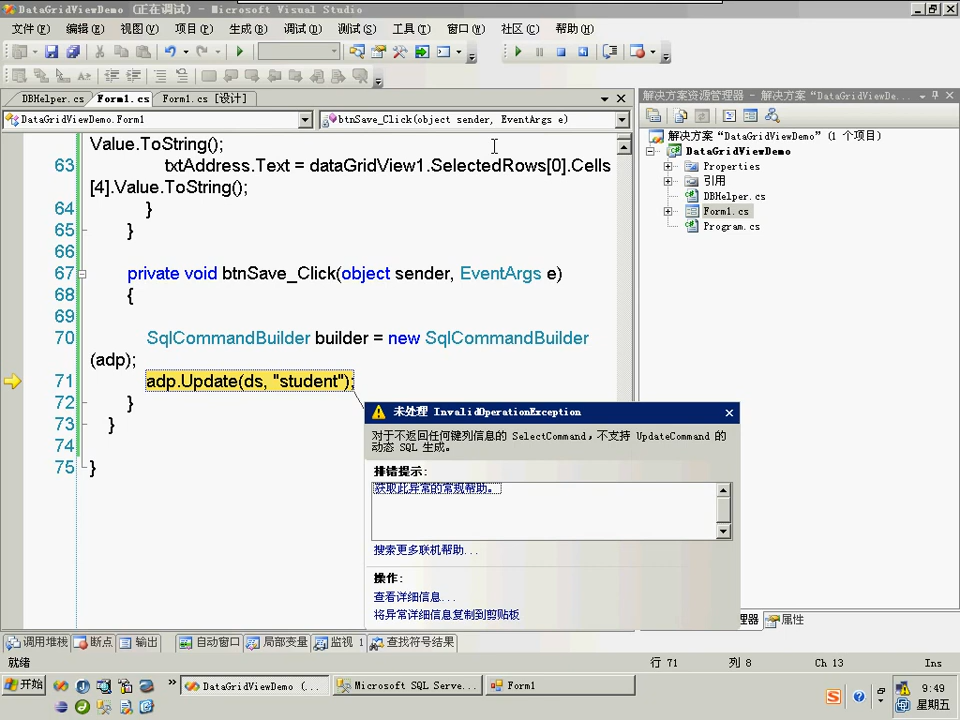 DataGridViewDemo (正在调试) - Microsoft Visual Studio
文件(F) 编辑(E) 视图(V) 项目(P) 生成(B) 调试(D) 测试(S) 工具(T) 窗口(W) 社区(C) 帮助(H)
DBHelper.cs Form1.cs Form1.cs [设计]
DataGridViewDemo.Form1
btnSave_Click(object sender, EventArgs e)
Value.ToString();
63 txtAddress.Text = dataGridView1.SelectedRows[0].Cells
[4].Value.ToString();
64 }
65 }
66
67 private void btnSave_Click(object sender, EventArgs e)
68 {
69
70 SqlCommandBuilder builder = new SqlCommandBuilder
(adp);
71 adp.Update(ds, "student");
72 }
73 }
74
75 }
未处理 InvalidOperationException
对于不返回任何键列信息的 SelectCommand,不支持 UpdateCommand 的
动态 SQL 生成。
排错提示:
获取此异常的常规帮助。
搜索更多联机帮助...
操作:
查看详细信息...
将异常详细信息复制到剪贴板
解决方案资源管理器 - 解决方案“DataGridViewDe...
解决方案“DataGridViewDemo”(1 个项目)
DataGridViewDemo
Properties
引用
DBHelper.cs
Form1.cs
Program.cs
理器 属性
调用堆栈 断点 输出 自动窗口 局部变量 监视 1 查找符号结果
就绪 行 71 列 8 Ch 13 Ins
开始 DataGridViewDemo (... Microsoft SQL Serve... Form1
9:49
星期五